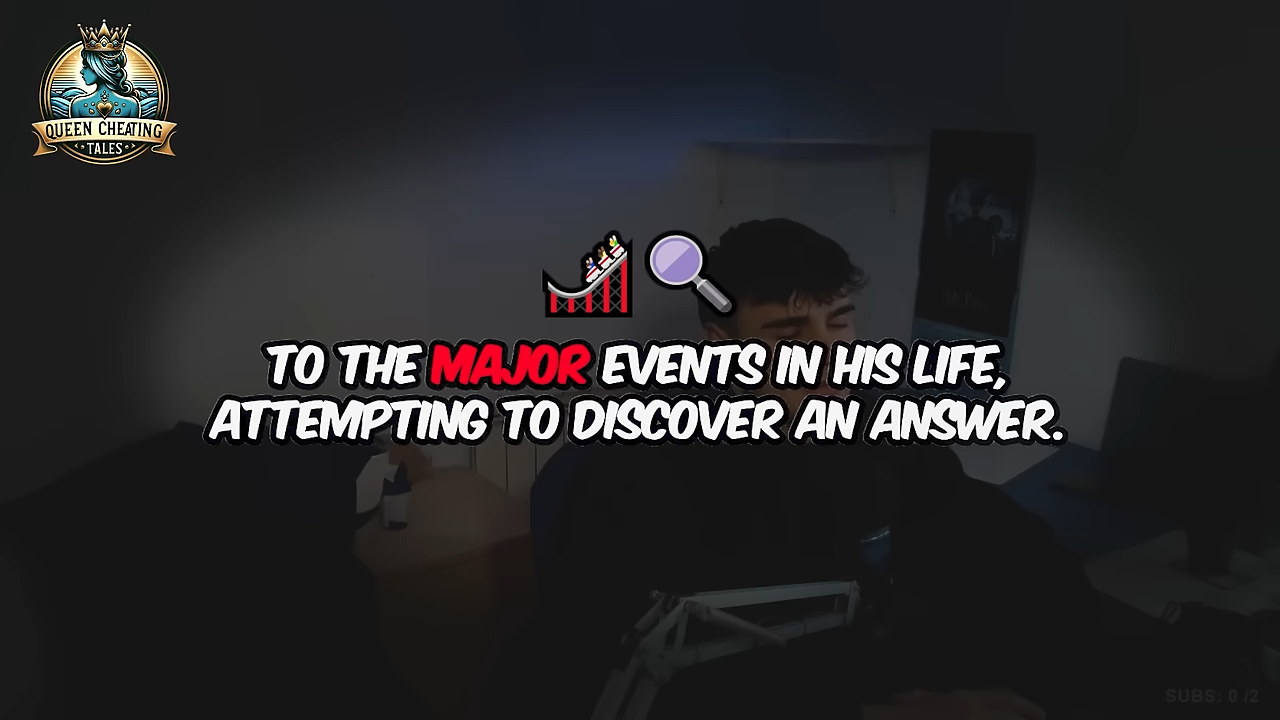 QUEEN CHEATING
TALES
TO THE MAJOR EVENTS IN HIS LIFE,
ATTEMPTING TO DISCOVER AN ANSWER.
SUBS: 0 /2